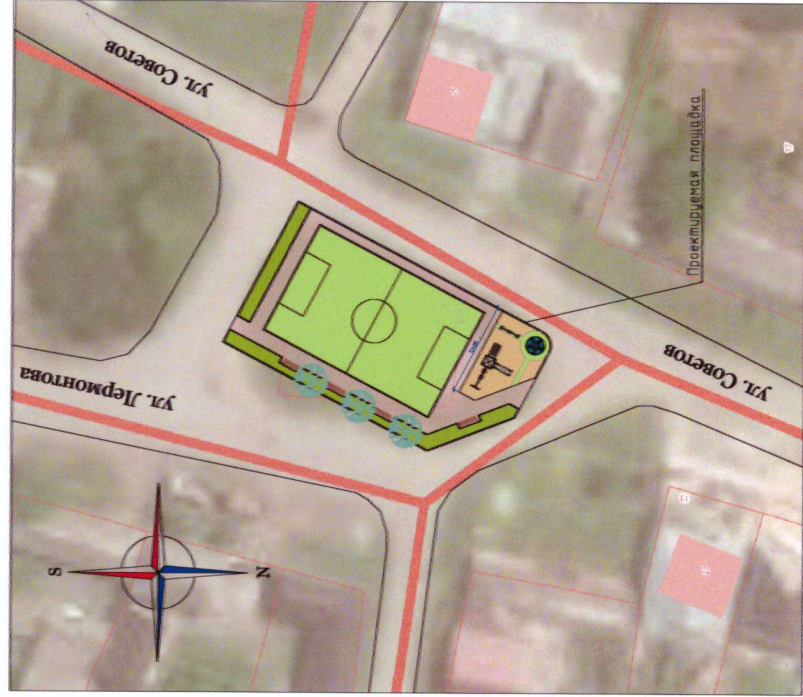 ул. Советов
Проектируемая площадка
ул. Лермонтова
ул. Советов
S
N